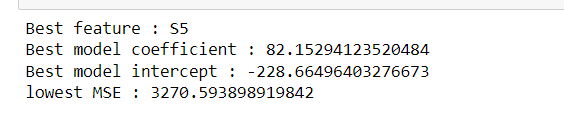 Best feature : S5
Best model coefficient : 82.15294123520484
Best model intercept : -228.66496403276673
lowest MSE : 3270.593898919842